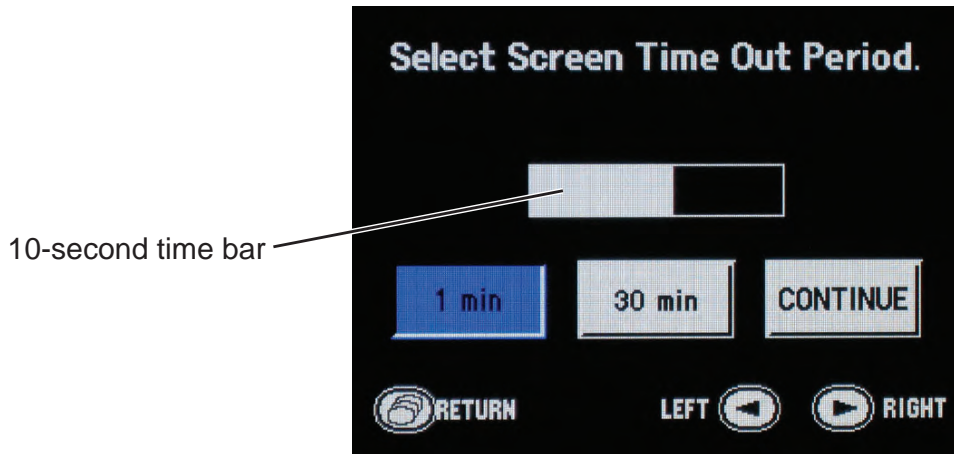 Select Screen Time Out Period.
10-second time bar
1 min 30 min CONTINUE
RETURN LEFT RIGHT